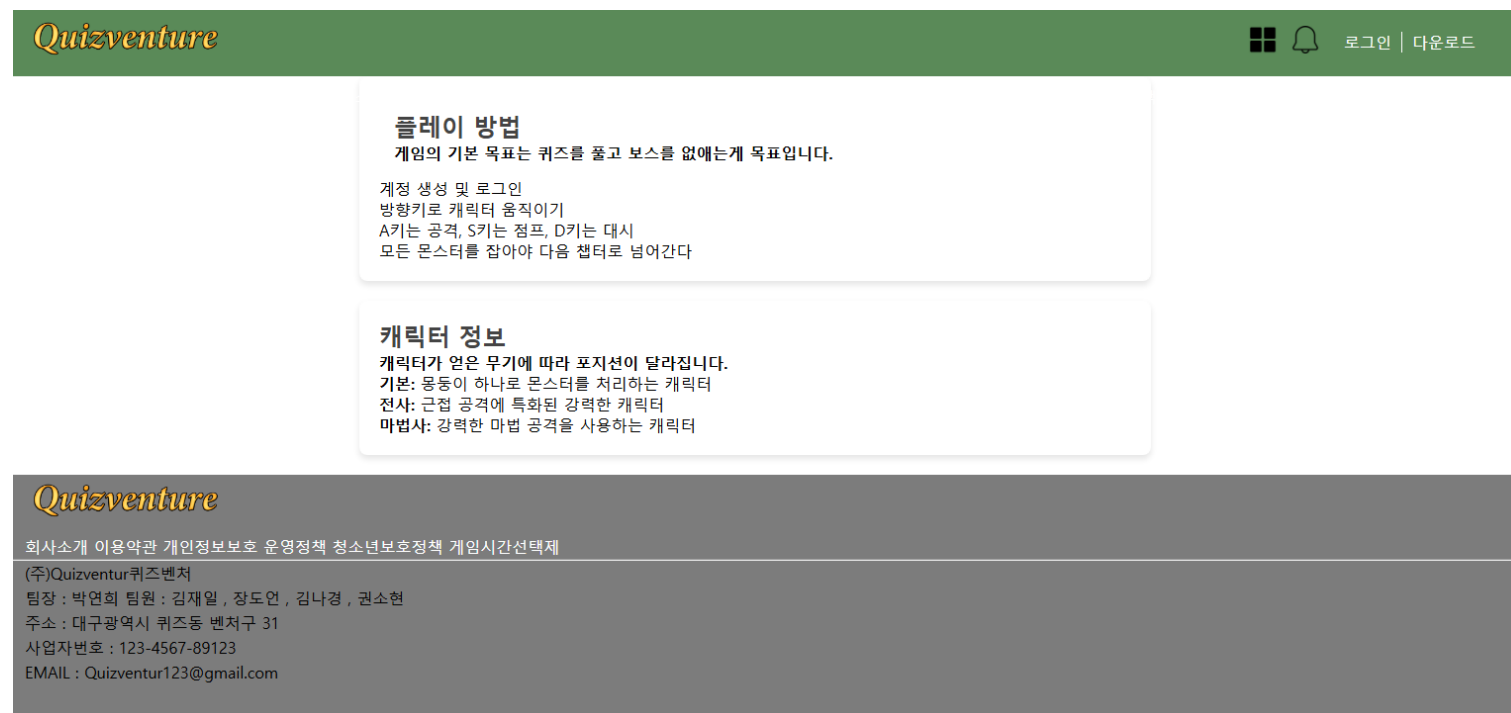 Quizventure
로그인 | 다운로드
플레이 방법
게임의 기본 목표는 퀴즈를 풀고 보스를 없애는게 목표입니다.
계정 생성 및 로그인
방향키로 캐릭터 움직이기
A키는 공격, S키는 점프, D키는 대시
모든 몬스터를 잡아야 다음 챕터로 넘어간다
캐릭터 정보
캐릭터가 얻은 무기에 따라 포지션이 달라집니다.
기본: 몽둥이 하나로 몬스터를 처리하는 캐릭터
전사: 근접 공격에 특화된 강력한 캐릭터
마법사: 강력한 마법 공격을 사용하는 캐릭터
Quizventure
회사소개 이용약관 개인정보보호 운영정책 청소년보호정책 게임시간선택제
(주)Quizventur퀴즈벤처
팀장 : 박연희 팀원 : 김재일 , 장도언 , 김나경 , 권소현
주소 : 대구광역시 퀴즈동 벤처구 31
사업자번호 : 123-4567-89123
EMAIL : Quizventur123@gmail.com